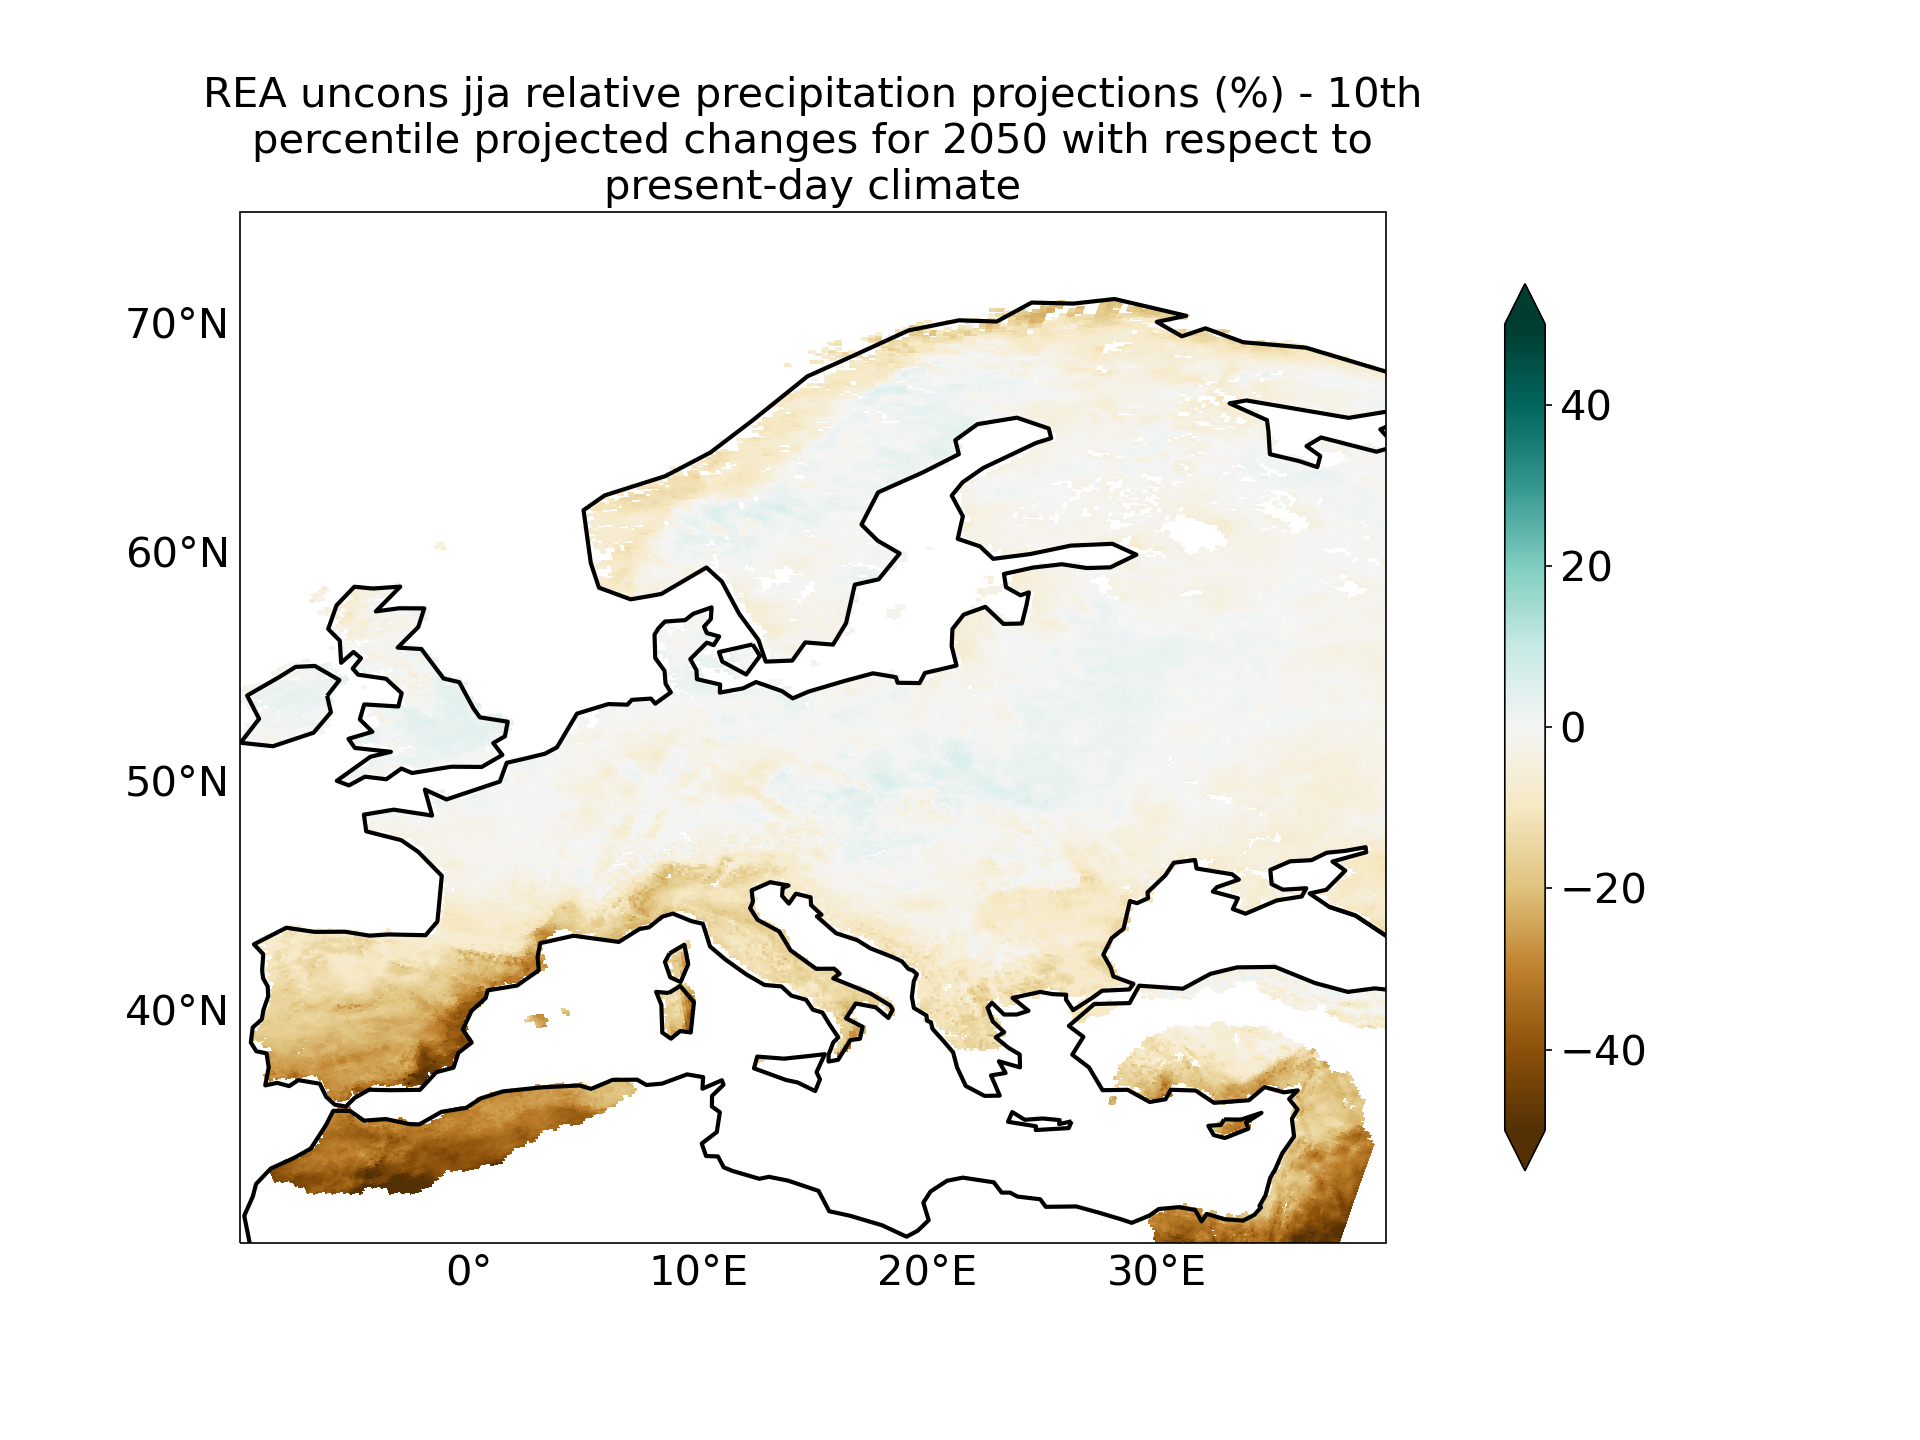 REA uncons jja relative precipitation projections (%) - 10th
percentile projected changes for 2050 with respect to
present-day climate
70°N
60°N
50°N
40°N
0°
10°E
20°E
30°E
40
20
0
−20
−40